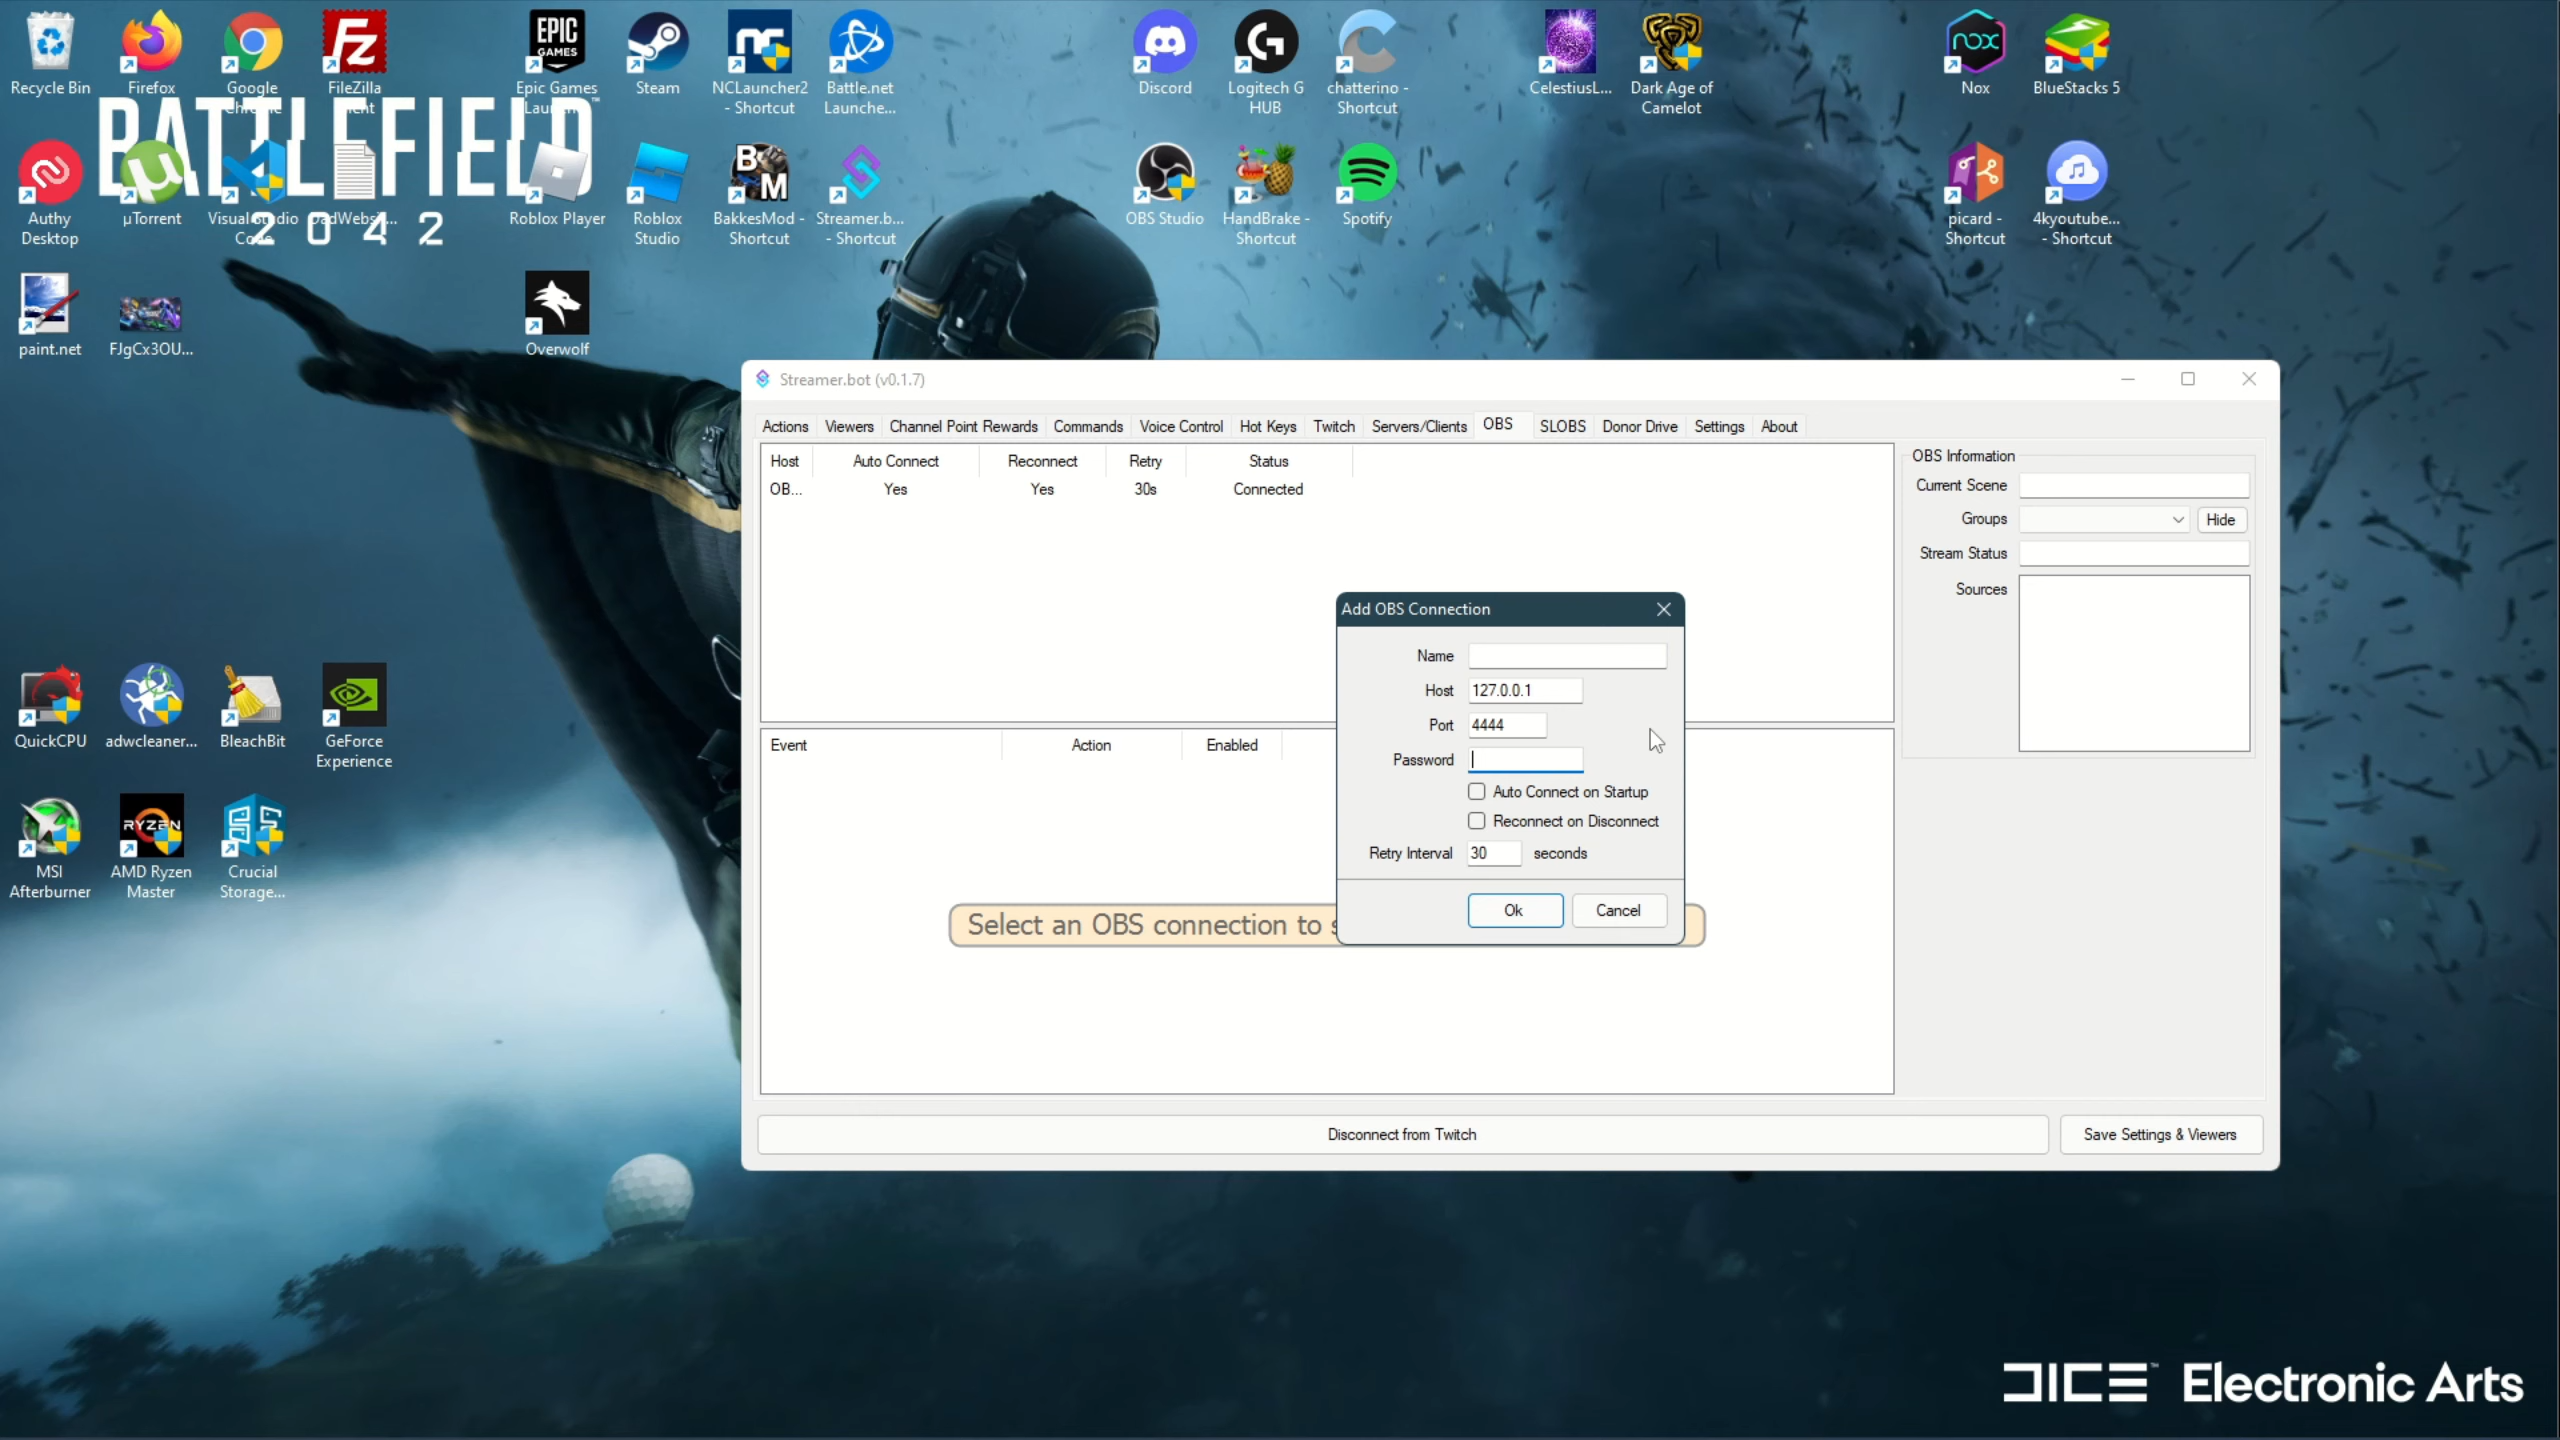 Recycle Bin
Firefox
Google
Chrome
FileZilla
Epic Games
EPIC
GAMES
Steam
NCLauncher2
- Shortcut
Battle.net
Launche...
Discord
Logitech G
HUB
chatterino -
Shortcut
CelestiusL...
Dark Age of
Camelot
nox
Nox
BlueStacks 5
BATTLEFIELD™
2042
Authy
Desktop
µTorrent
Visual Studio
Code
Roblox Player
Roblox
Studio
B M
BakkesMod -
Shortcut
Streamer.b...
- Shortcut
OBS Studio
HandBrake -
Shortcut
Spotify
picard -
Shortcut
4kyoutube...
- Shortcut
paint.net
FJgCx3OU...
Overwolf
QuickCPU
adwcleaner...
BleachBit
GeForce
Experience
MSI
Afterburner
RYZEN
AMD Ryzen
Master
Crucial
Storage...
Streamer.bot (v0.1.7)
Actions Viewers Channel Point Rewards Commands Voice Control Hot Keys Twitch Servers/Clients OBS SLOBS Donor Drive Settings About
Host Auto Connect Reconnect Retry Status
OB... Yes Yes 30s Connected
OBS Information
Current Scene
Groups Hide
Stream Status
Sources
Event Action Enabled
Select an OBS connection to
Add OBS Connection
Name
Host 127.0.0.1
Port 4444
Password
Auto Connect on Startup
Reconnect on Disconnect
Retry Interval 30 seconds
Ok Cancel
Disconnect from Twitch
Save Settings & Viewers
DICE™ Electronic Arts